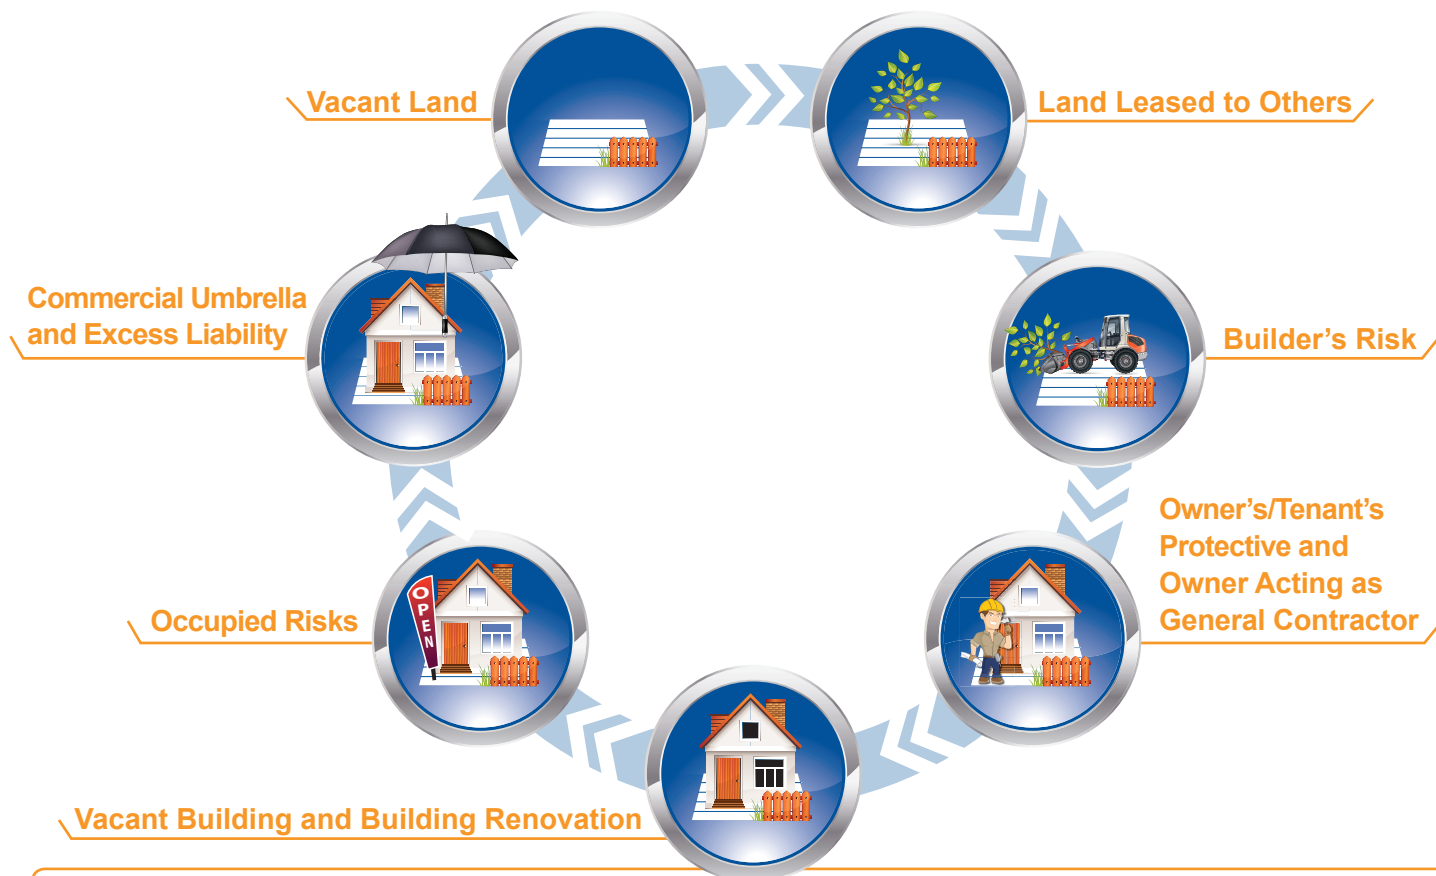 Vacant Land
Land Leased to Others
Commercial Umbrella
and Excess Liability
Builder’s Risk
Owner’s/Tenant’s
Protective and
Owner Acting as
General Contractor
OPEN
Occupied Risks
Vacant Building and Building Renovation